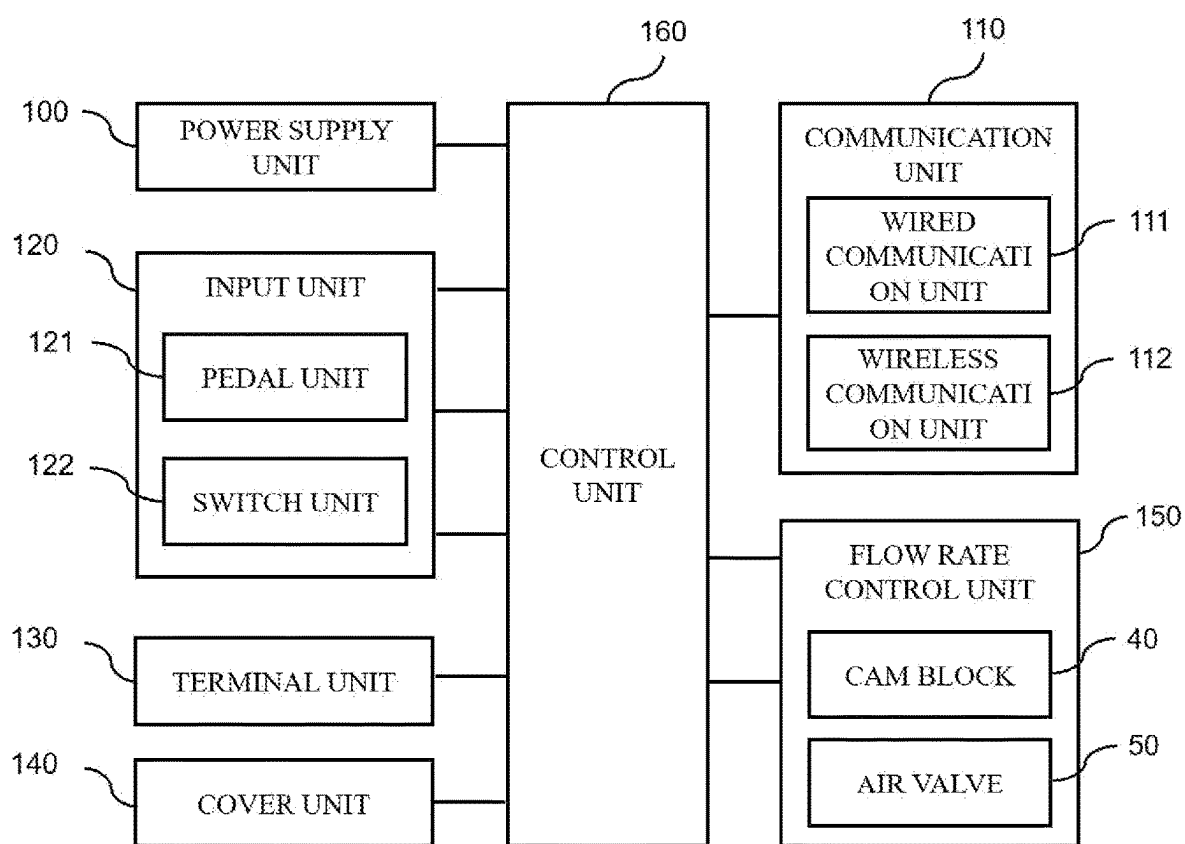 160
110
100
POWER SUPPLY
UNIT
COMMUNICATION
UNIT
WIRED
COMMUNICATI
ON UNIT
111
120
INPUT UNIT
121
PEDAL UNIT
WIRELESS
COMMUNICATI
ON UNIT
112
122
SWITCH UNIT
CONTROL
UNIT
150
FLOW RATE
CONTROL UNIT
130
TERMINAL UNIT
40
CAM BLOCK
140
COVER UNIT
50
AIR VALVE